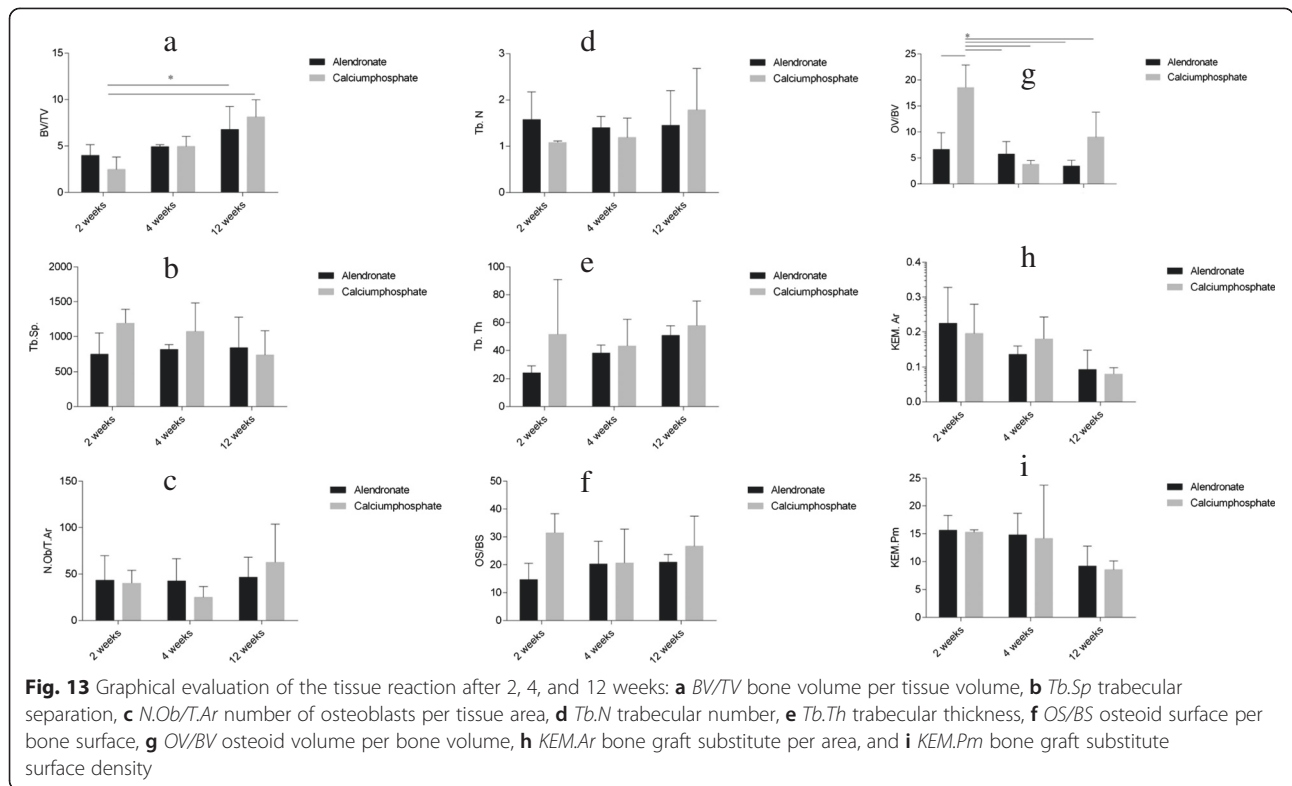 a
15
10
5
0
BV/TV
*
Alendronate
Calciumphosphate
2 weeks
4 weeks
12 weeks
d
3
2
1
0
Tb. N
Alendronate
Calciumphosphate
2 weeks
4 weeks
12 weeks
g
25
20
15
10
5
0
OV/BV
*
Alendronate
Calciumphosphate
2 weeks
4 weeks
12 weeks
b
2000
1500
1000
500
0
Tb.Sp.
Alendronate
Calciumphosphate
2 weeks
4 weeks
12 weeks
e
100
80
60
40
20
0
Tb. Th
Alendronate
Calciumphosphate
2 weeks
4 weeks
12 weeks
h
0.4
0.3
0.2
0.1
0.0
KEM. Ar
Alendronate
Calciumphosphate
2 weeks
4 weeks
12 weeks
c
150
100
50
0
N.Ob/T.Ar
Alendronate
Calciumphosphate
2 weeks
4 weeks
12 weeks
f
50
40
30
20
10
0
OS/BS
Alendronate
Calciumphosphate
2 weeks
4 weeks
12 weeks
i
25
20
15
10
5
0
KEM.Pm
Alendronate
Calciumphosphate
2 weeks
4 weeks
12 weeks
Fig. 13 Graphical evaluation of the tissue reaction after 2, 4, and 12 weeks: a BV/TV bone volume per tissue volume, b Tb.Sp trabecular
separation, c N.Ob/T.Ar number of osteoblasts per tissue area, d Tb.N trabecular number, e Tb.Th trabecular thickness, f OS/BS osteoid surface per
bone surface, g OV/BV osteoid volume per bone volume, h KEM.Ar bone graft substitute per area, and i KEM.Pm bone graft substitute
surface density